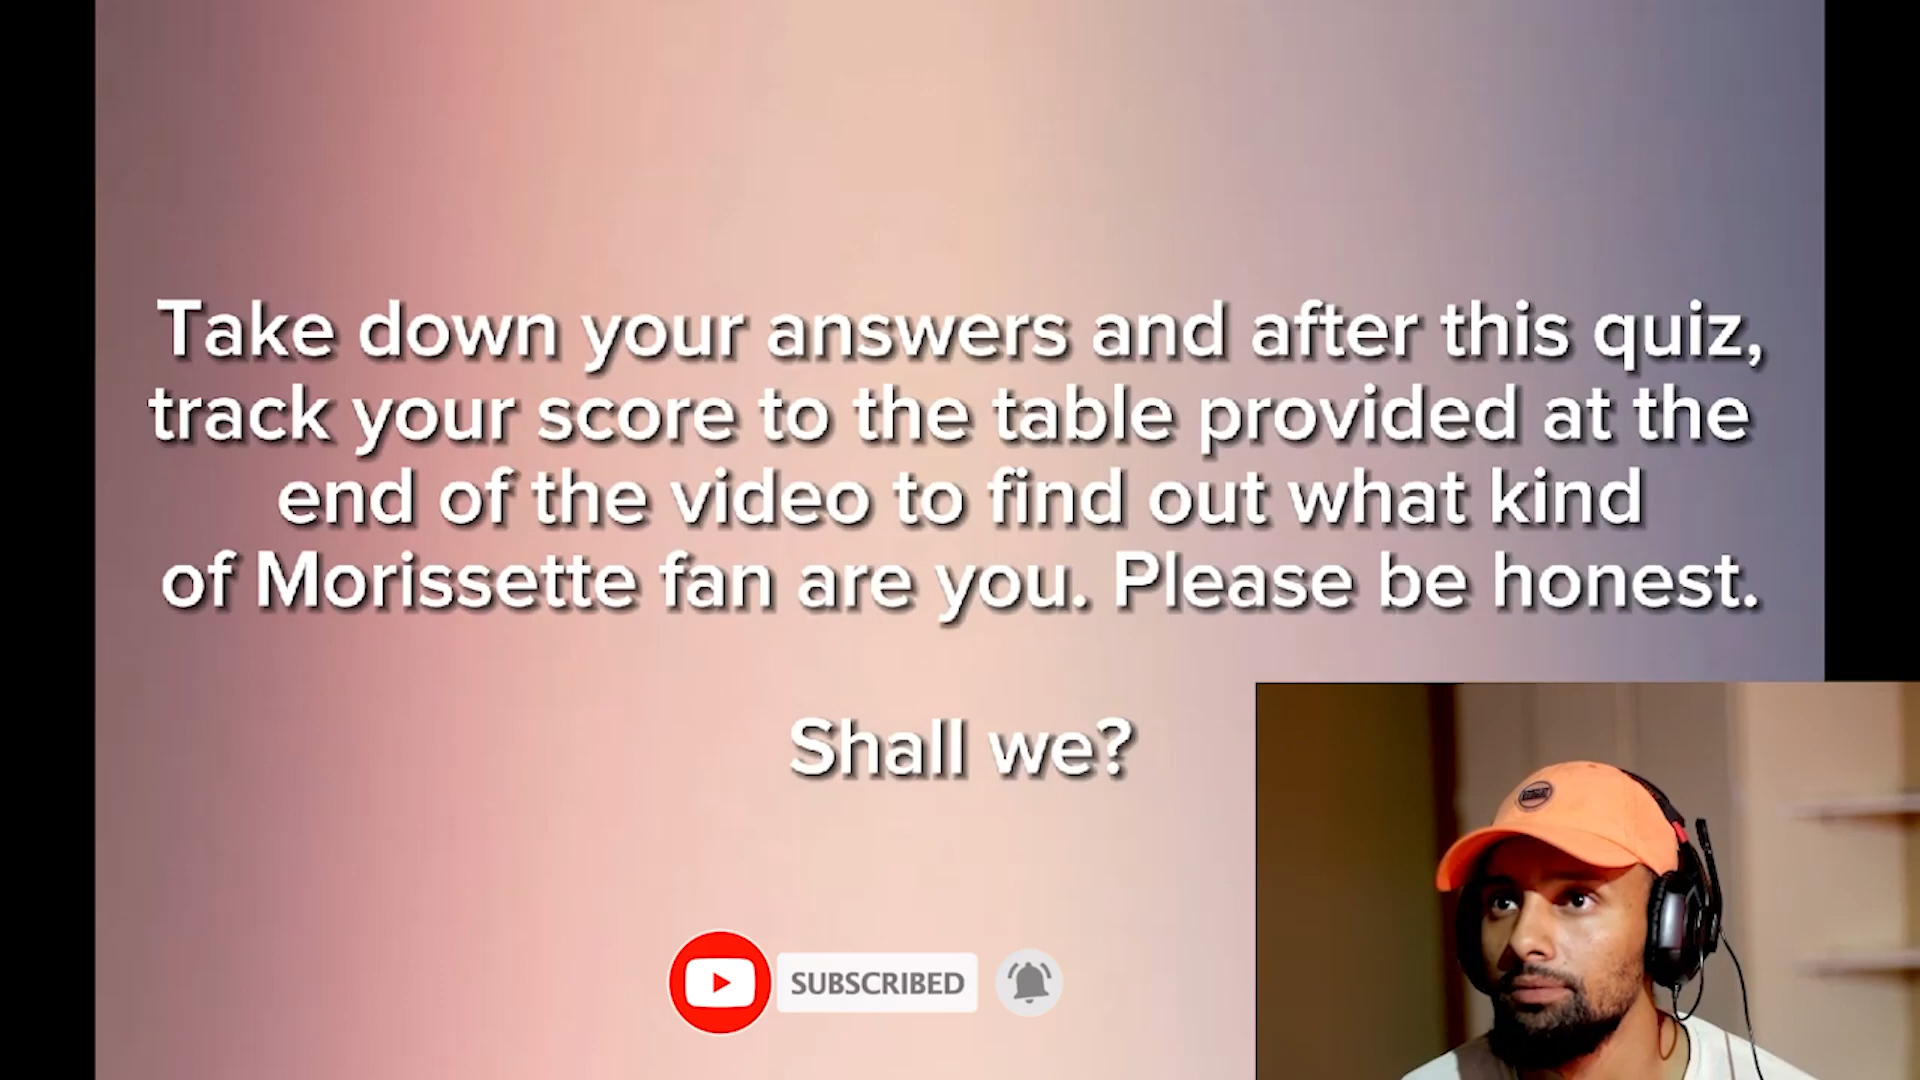 Take down your answers and after this quiz,
track your score to the table provided at the
end of the video to find out what kind
of Morissette fan are you. Please be honest.
Shall we?
SUBSCRIBED